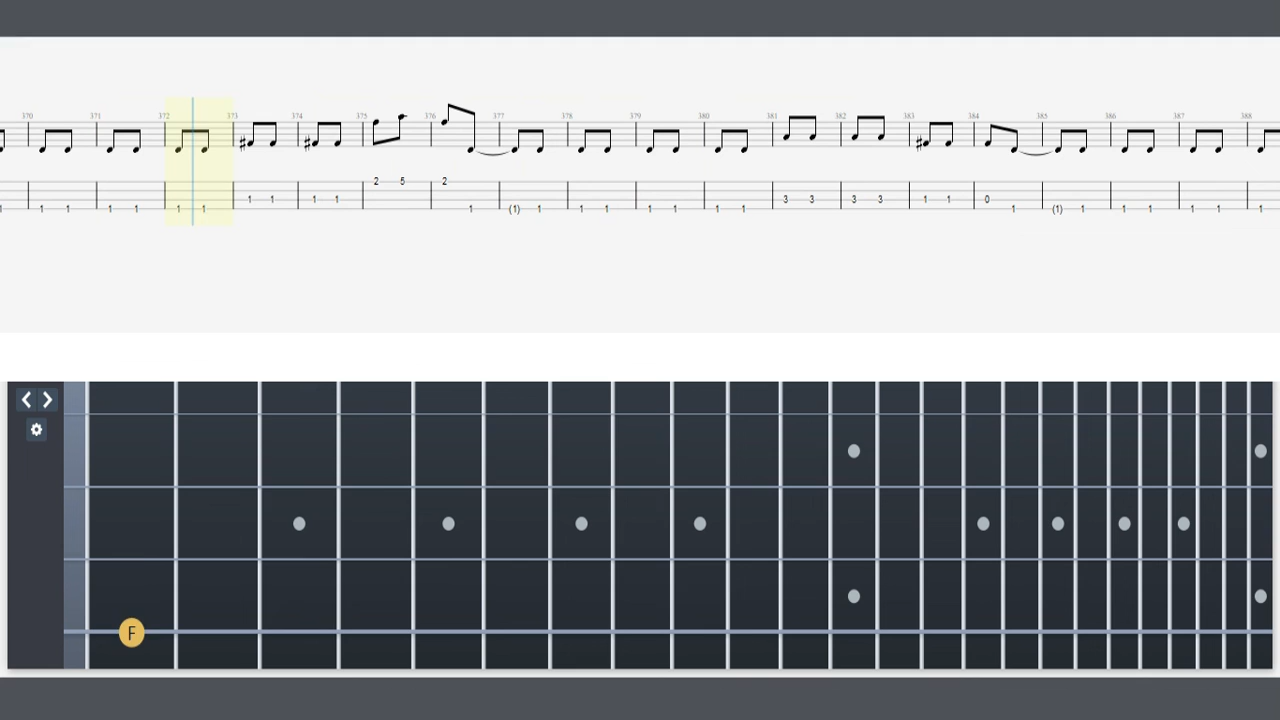 370 371 372 373 374 375 376 377 378 379 380 381 382 383 384 385 386 387 388
2 5 2
1 1 1 1 3 3 3 3 1 1 0
1 1 1 1 1 1 1 1 (1) 1 1 1 1 1 1 1 1 (1) 1 1 1 1 1 1
F